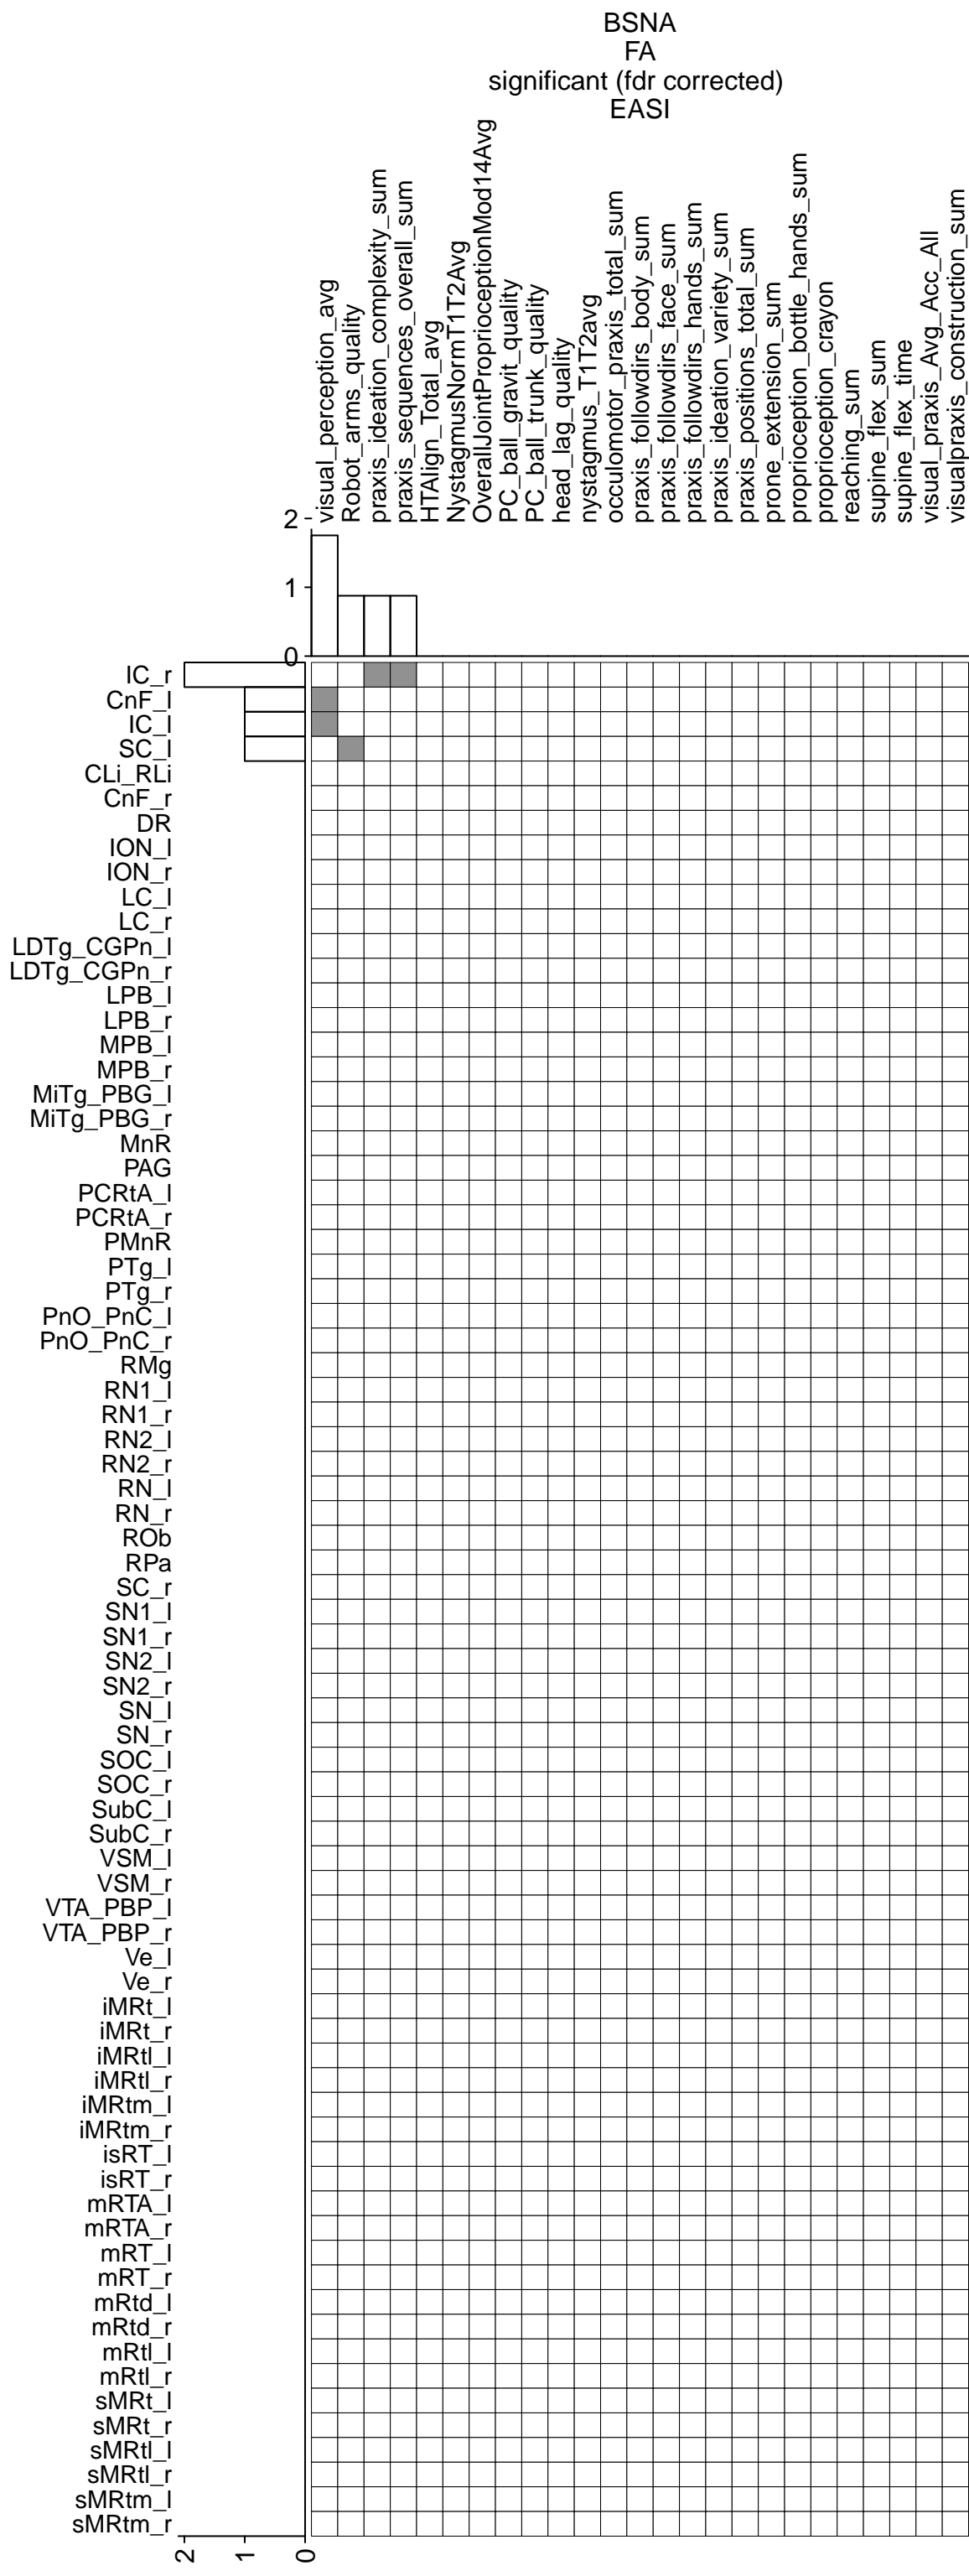 BSNA
FA
significant (fdr corrected)
EASI
visual_perception_avg
Robot_arms_quality
praxis_ideation_complexity_sum
praxis_sequences_overall_sum
HTAlign_Total_avg
NystagmusNormT1T2Avg
OverallJointProprioceptionMod14Avg
PC_ball_gravit_quality
PC_ball_trunk_quality
head_lag_quality
nystagmus_T1T2avg
occulomotor_praxis_total_sum
praxis_followdirs_body_sum
praxis_followdirs_face_sum
praxis_followdirs_hands_sum
praxis_ideation_variety_sum
praxis_positions_total_sum
prone_extension_sum
proprioception_bottle_hands_sum
proprioception_crayon
reaching_sum
supine_flex_sum
supine_flex_time
visual_praxis_Avg_Acc_All
visualpraxis_construction_sum
2
1
0
IC_r
CnF_l
IC_l
SC_l
CLi_RLi
CnF_r
DR
ION_l
ION_r
LC_l
LC_r
LDTg_CGPn_l
LDTg_CGPn_r
LPB_l
LPB_r
MPB_l
MPB_r
MiTg_PBG_l
MiTg_PBG_r
MnR
PAG
PCRtA_l
PCRtA_r
PMnR
PTg_l
PTg_r
PnO_PnC_l
PnO_PnC_r
RMg
RN1_l
RN1_r
RN2_l
RN2_r
RN_l
RN_r
ROb
RPa
SC_r
SN1_l
SN1_r
SN2_l
SN2_r
SN_l
SN_r
SOC_l
SOC_r
SubC_l
SubC_r
VSM_l
VSM_r
VTA_PBP_l
VTA_PBP_r
Ve_l
Ve_r
iMRt_l
iMRt_r
iMRtl_l
iMRtl_r
iMRtm_l
iMRtm_r
isRT_l
isRT_r
mRTA_l
mRTA_r
mRT_l
mRT_r
mRtd_l
mRtd_r
mRtl_l
mRtl_r
sMRt_l
sMRt_r
sMRtl_l
sMRtl_r
sMRtm_l
sMRtm_r
2
1
0